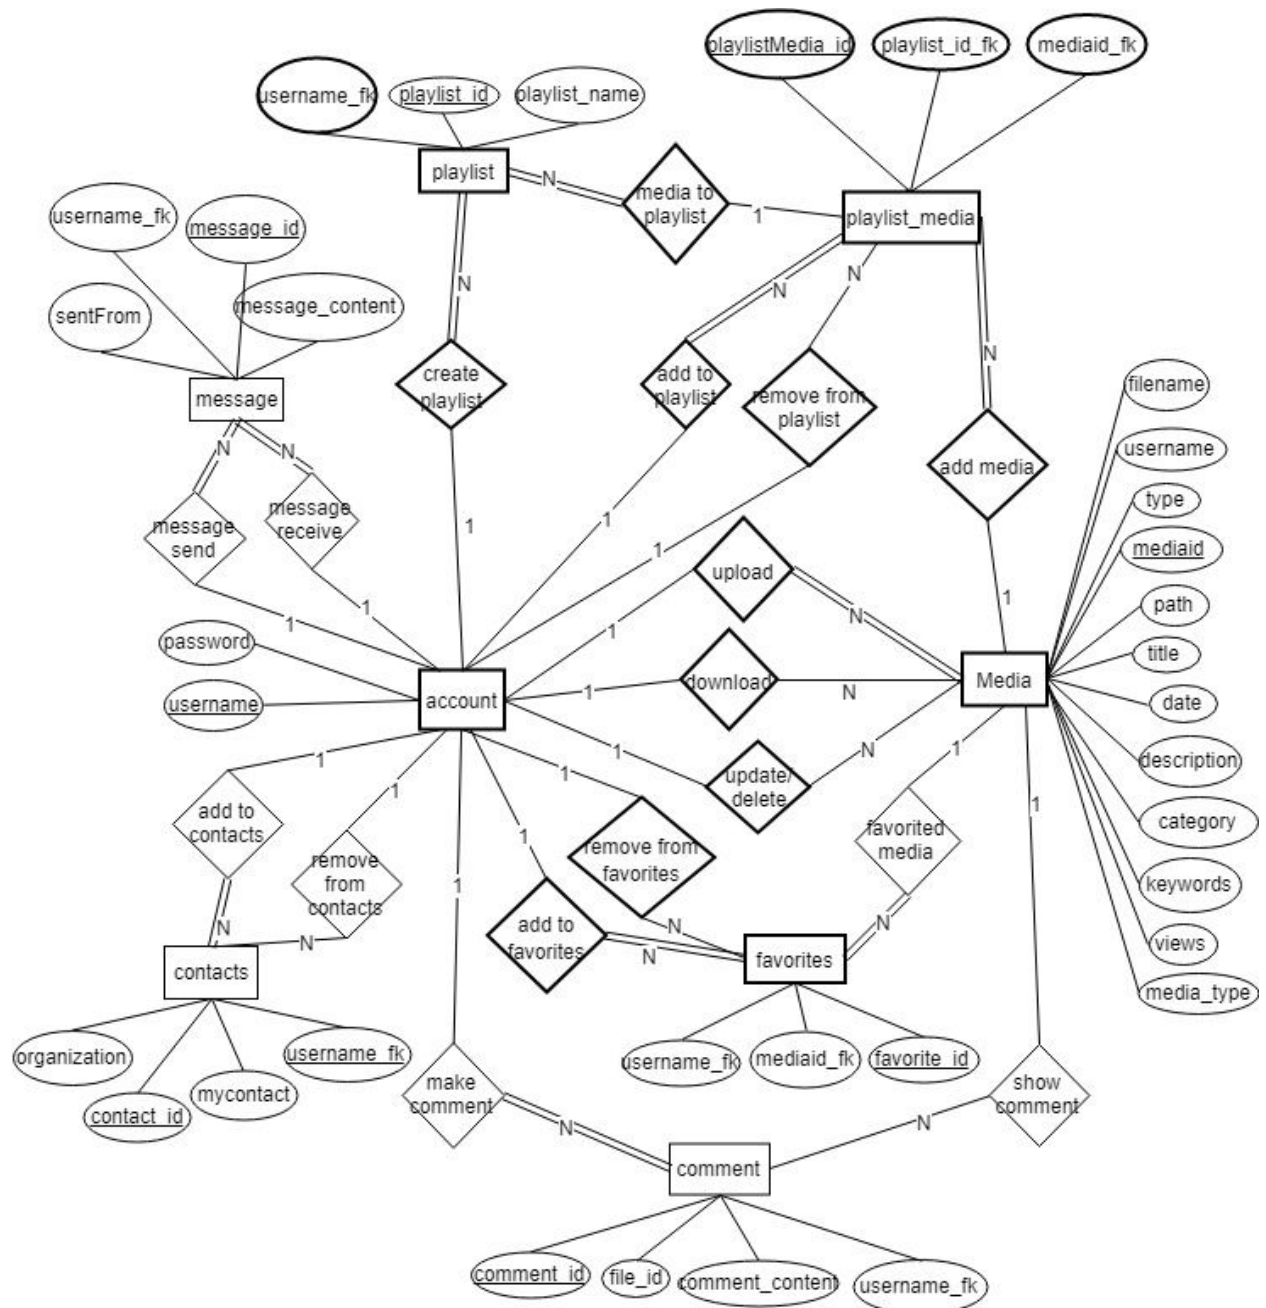 playlistMedia_id
playlist_id_fk
mediaid_fk
username_fk
playlist_id
playlist_name
playlist
N
media to
playlist
1
playlist_media
username_fk
message_id
sentFrom
message_content
message
N
N
message
send
message
receive
1
1
create
playlist
N
1
add to
playlist
N
1
remove from
playlist
N
1
add media
N
1
filename
username
type
mediaid
path
title
date
description
category
keywords
views
media_type
upload
1
N
download
1
N
update/
delete
1
N
Media
password
username
account
add to
contacts
1
N
remove
from
contacts
1
N
contacts
organization
contact_id
mycontact
username_fk
remove from
favorites
1
N
add to
favorites
1
N
favorited
media
1
N
favorites
username_fk
mediaid_fk
favorite_id
make
comment
1
N
show
comment
1
N
comment
comment_id
file_id
comment_content
username_fk